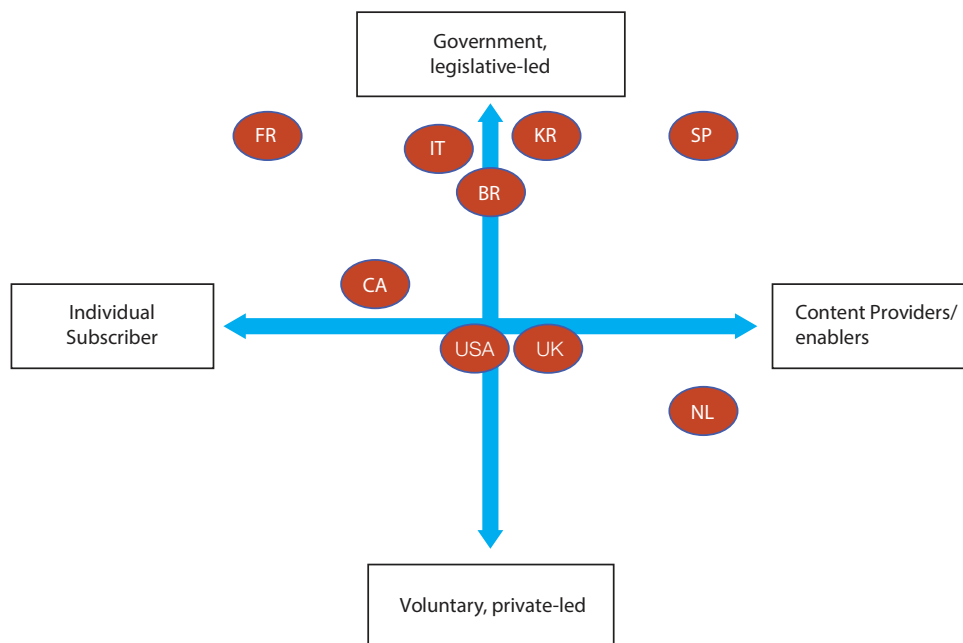 Government,
legislative-led
FR
IT
KR
SP
BR
CA
Individual
Subscriber
Content Providers/
enablers
USA
UK
NL
Voluntary, private-led